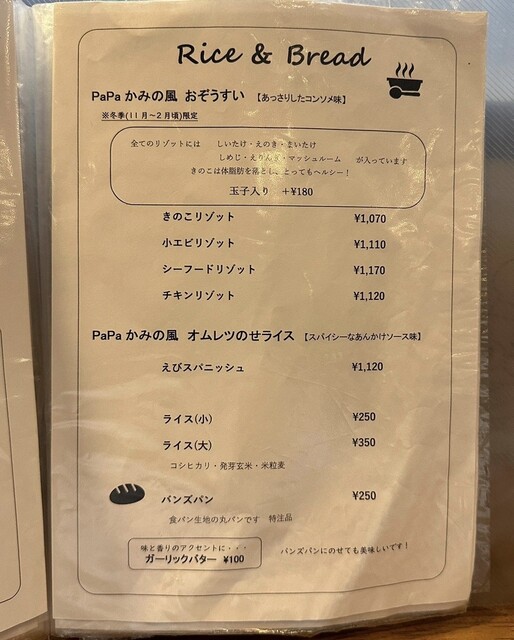 Rice & Bread
PaPa かみの風 おぞうすい 【あっさりしたコンソメ味】
※冬季(11月～2月頃)限定
全てのリゾットには しいたけ・えのき・まいたけ
しめじ・えりんぎ・マッシュルーム が入っています
きのこは体脂肪を落とし、とってもヘルシー！
玉子入り +¥180
きのこリゾット ¥1,070
小エビリゾット ¥1,110
シーフードリゾット ¥1,170
チキンリゾット ¥1,120
PaPa かみの風 オムレツのせライス 【スパイシーなあんかけソース味】
えびスパニッシュ ¥1,120
ライス(小) ¥250
ライス(大) ¥350
コシヒカリ・発芽玄米・米粒麦
バンズパン ¥250
食パン生地の丸パンです 特注品
味と香りのアクセントに・・・
ガーリックバター ¥100
バンズパンにのせても美味しいです！